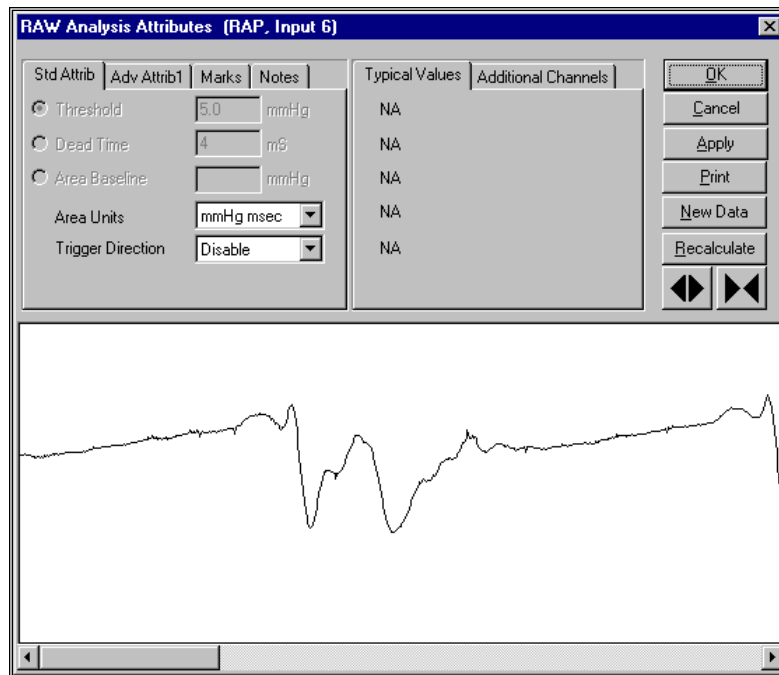 RAW Analysis Attributes (RAP, Input 6)
Std Attrib Adv Attrib1 Marks Notes
Threshold 5.0 mmHg
Dead Time 4 mS
Area Baseline mmHg
Area Units mmHg msec
Trigger Direction Disable
Typical Values Additional Channels
NA
NA
NA
NA
NA
OK
Cancel
Apply
Print
New Data
Recalculate